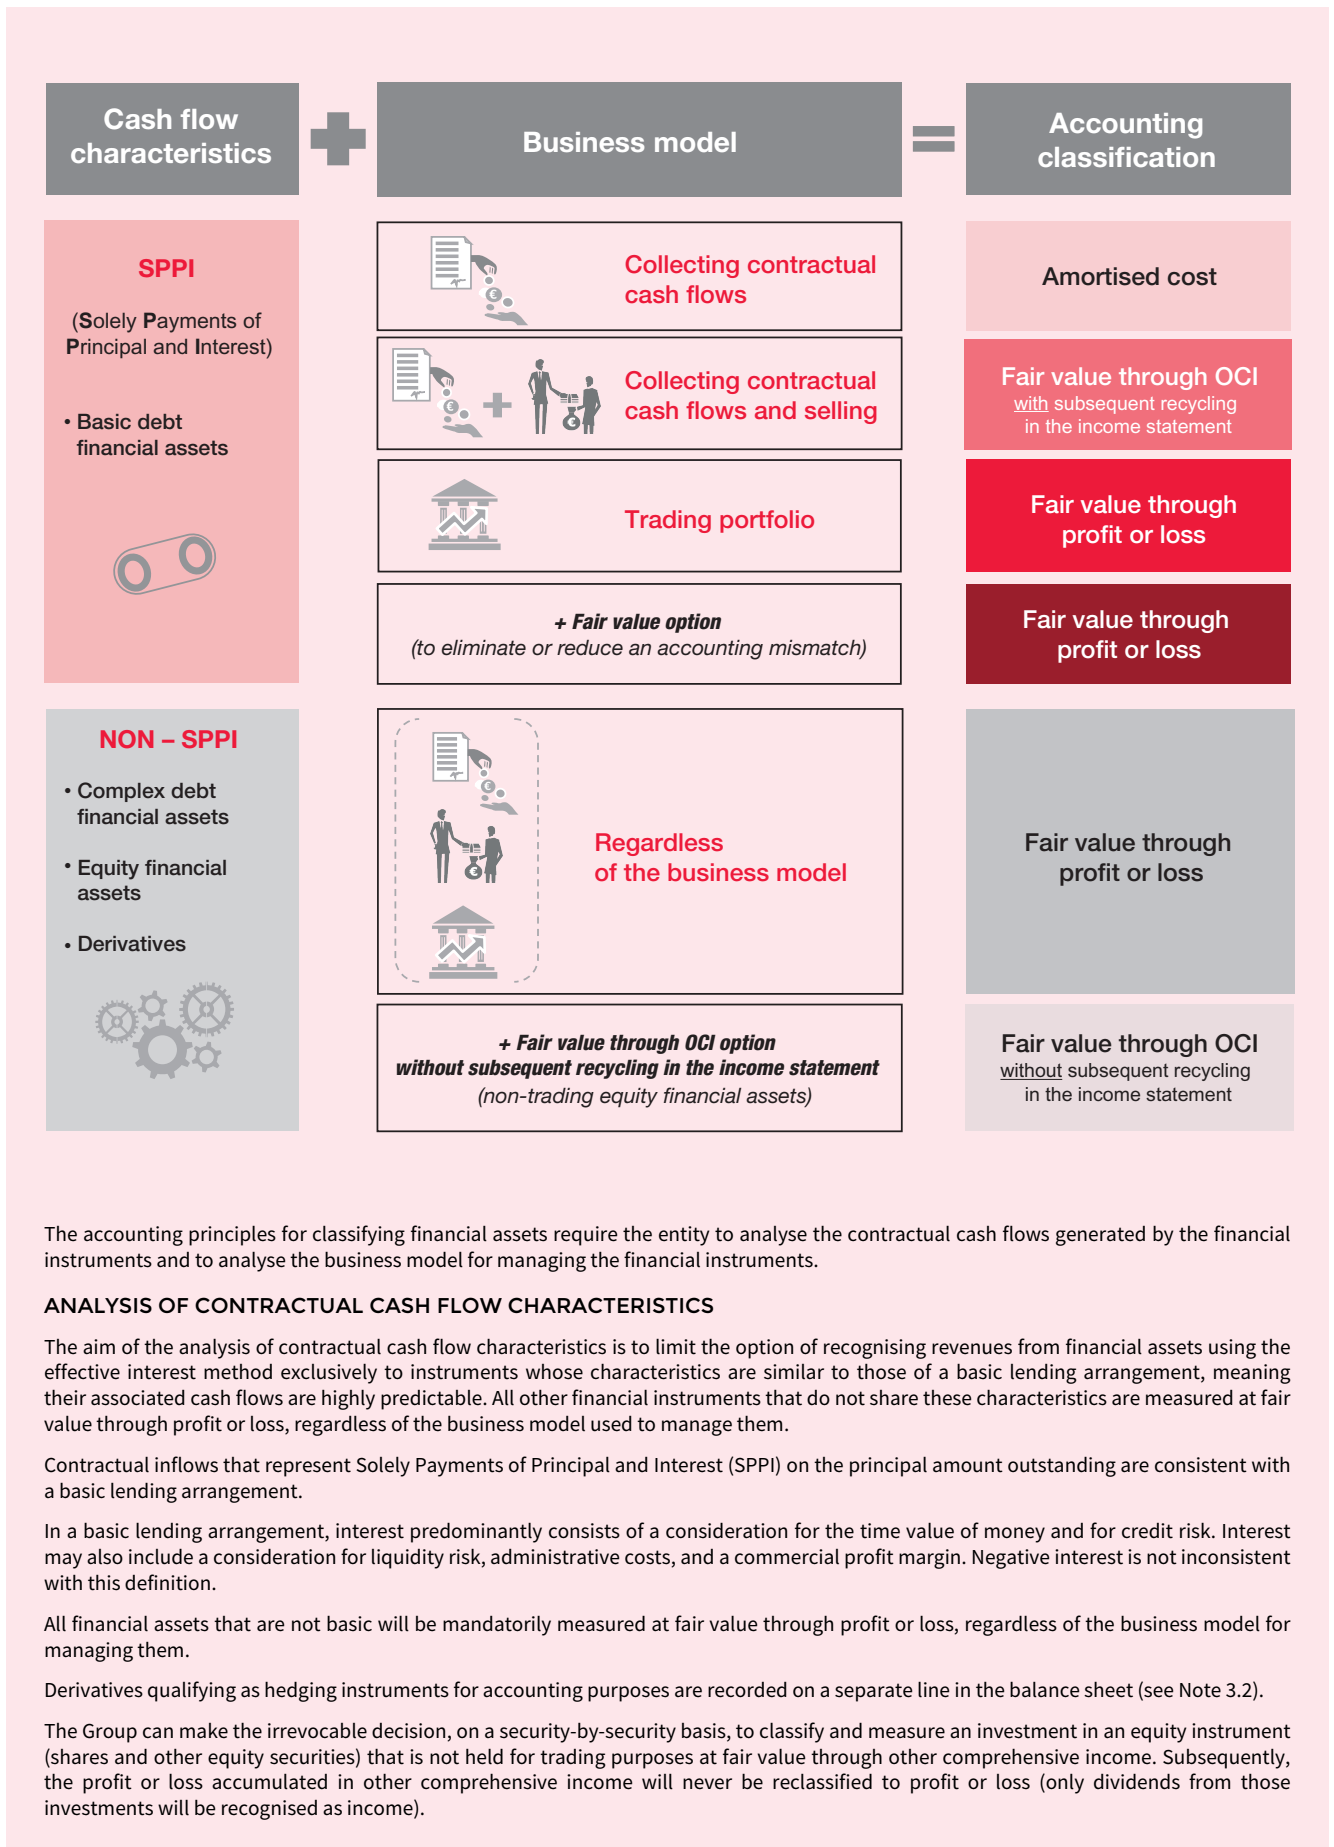 Cash flow
characteristics
Business model
Accounting
classification
SPPI
(Solely Payments of
Principal and Interest)
• Basic debt
financial assets
Collecting contractual
cash flows
Amortised cost
Collecting contractual
cash flows and selling
Fair value through OCI
with subsequent recycling
in the income statement
Trading portfolio
Fair value through
profit or loss
+ Fair value option
(to eliminate or reduce an accounting mismatch)
Fair value through
profit or loss
NON – SPPI
• Complex debt
financial assets
• Equity financial
assets
• Derivatives
Regardless
of the business model
Fair value through
profit or loss
+ Fair value through OCI option
without subsequent recycling in the income statement
(non-trading equity financial assets)
Fair value through OCI
without subsequent recycling
in the income statement
The accounting principles for classifying financial assets require the entity to analyse the contractual cash flows generated by the financial
instruments and to analyse the business model for managing the financial instruments.
ANALYSIS OF CONTRACTUAL CASH FLOW CHARACTERISTICS
The aim of the analysis of contractual cash flow characteristics is to limit the option of recognising revenues from financial assets using the
effective interest method exclusively to instruments whose characteristics are similar to those of a basic lending arrangement, meaning
their associated cash flows are highly predictable. All other financial instruments that do not share these characteristics are measured at fair
value through profit or loss, regardless of the business model used to manage them.
Contractual inflows that represent Solely Payments of Principal and Interest (SPPI) on the principal amount outstanding are consistent with
a basic lending arrangement.
In a basic lending arrangement, interest predominantly consists of a consideration for the time value of money and for credit risk. Interest
may also include a consideration for liquidity risk, administrative costs, and a commercial profit margin. Negative interest is not inconsistent
with this definition.
All financial assets that are not basic will be mandatorily measured at fair value through profit or loss, regardless of the business model for
managing them.
Derivatives qualifying as hedging instruments for accounting purposes are recorded on a separate line in the balance sheet (see Note 3.2).
The Group can make the irrevocable decision, on a security-by-security basis, to classify and measure an investment in an equity instrument
(shares and other equity securities) that is not held for trading purposes at fair value through other comprehensive income. Subsequently,
the profit or loss accumulated in other comprehensive income will never be reclassified to profit or loss (only dividends from those
investments will be recognised as income).